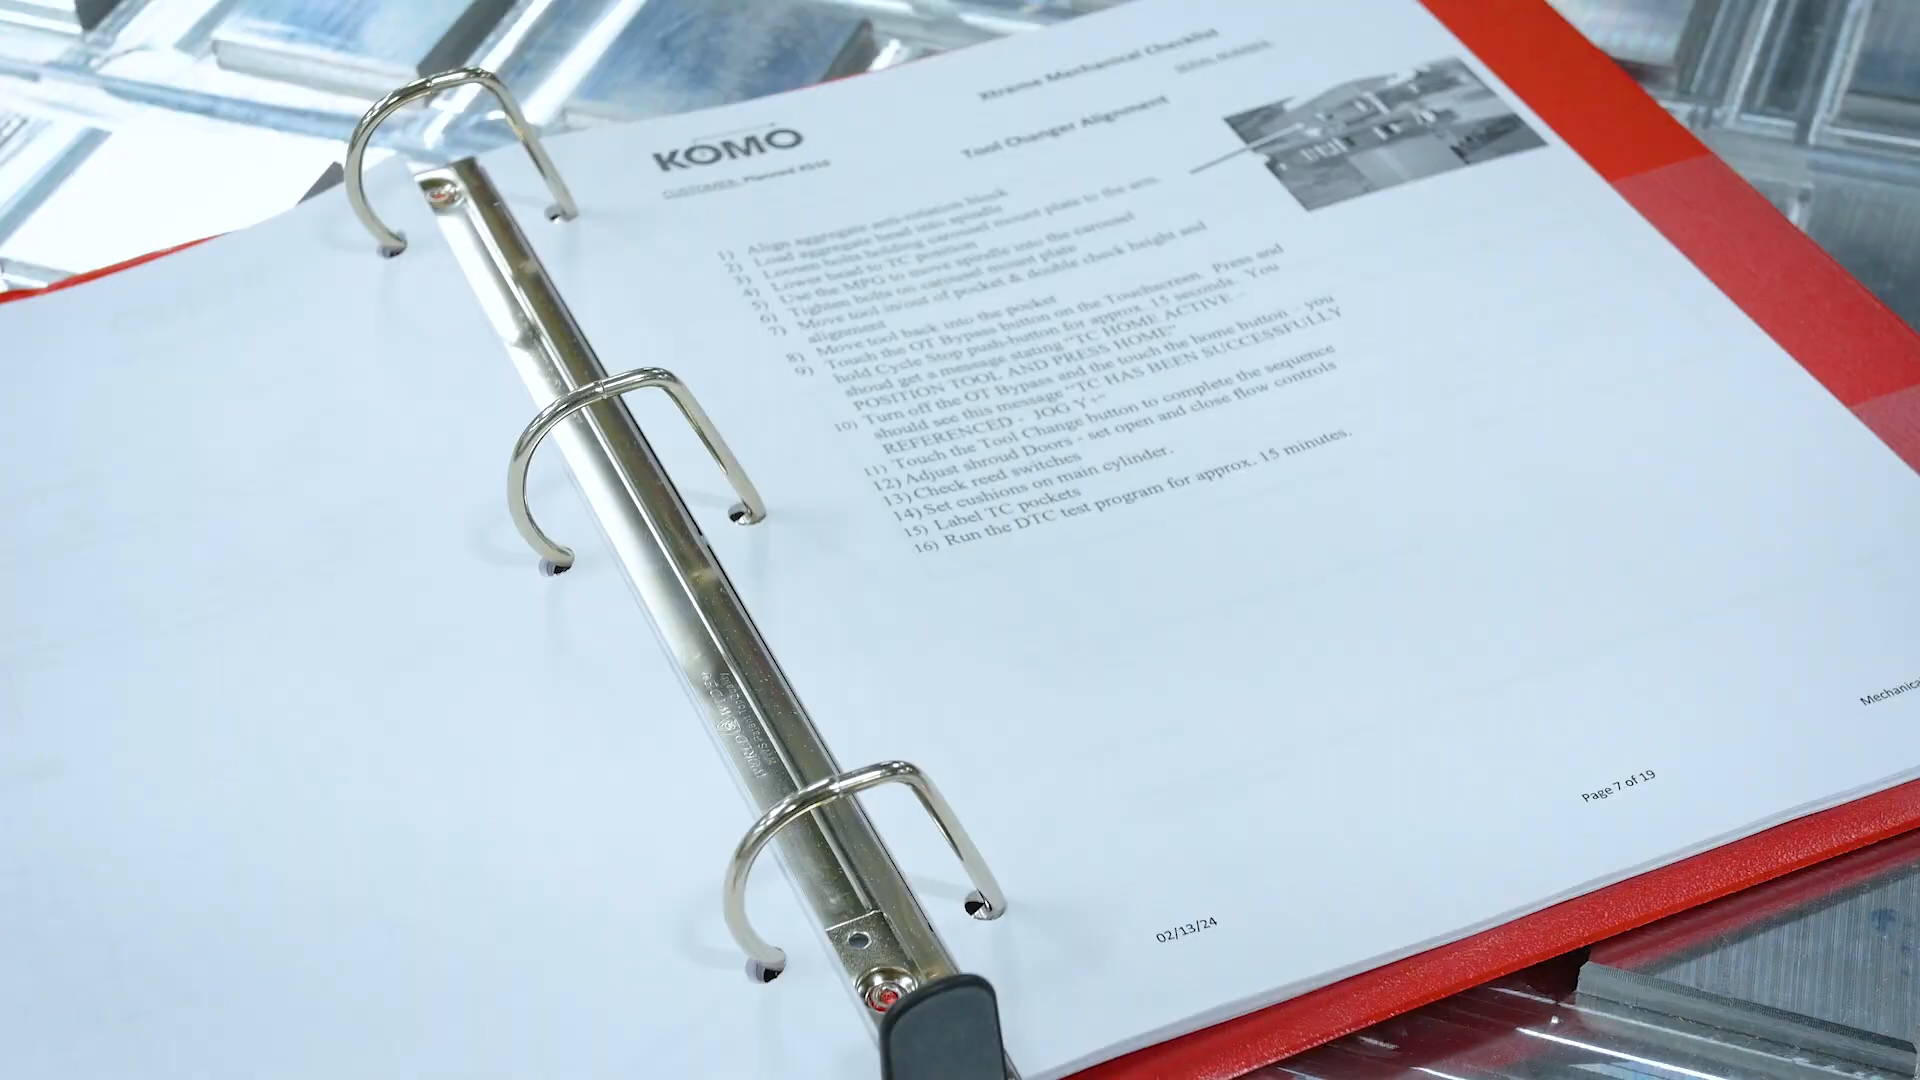 Xtreme Mechanical Checklist
SERIAL NUMBER:
KOMO
Tool Changer Alignment
CUSTOMER: Planned
1) Align aggregate anti-rotation block
2) Load aggregate head into spindle
3) Loosen bolts holding carousel mount plate to the arm
4) Lower head to TC position
5) Use the MPG to move spindle into the carousel
6) Tighten bolts on carousel mount plate
7) Move tool in/out of pocket & double check height and
alignment
8) Move tool back into the pocket
9) Touch the OT Bypass button on the Touchscreen. Press and
hold Cycle Stop push-button for approx. 15 seconds. You
shoud get a message stating "TC HOME ACTIVE -
POSITION TOOL AND PRESS HOME"
10) Turn off the OT Bypass and the touch the home button - you
should see this message "TC HAS BEEN SUCCESSFULLY
REFERENCED - JOG Y+"
11) Touch the Tool Change button to complete the sequence
12) Adjust shroud Doors - set open and close flow controls
13) Check reed switches
14) Set cushions on main cylinder.
15) Label TC pockets
16) Run the DTC test program for approx. 15 minutes.
Mechanica
Page 7 of 19
02/13/24
WORLD